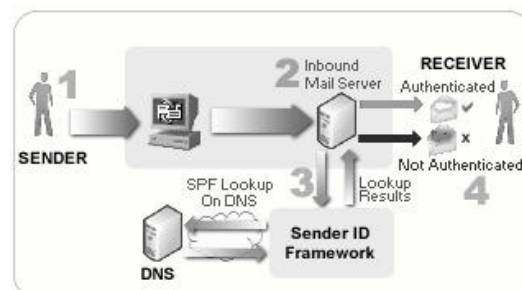 1
SENDER
2 Inbound
Mail Server
RECEIVER
Authenticated
Not Authenticated
4
3
Lookup
Results
SPF Lookup
On DNS
DNS
Sender ID
Framework